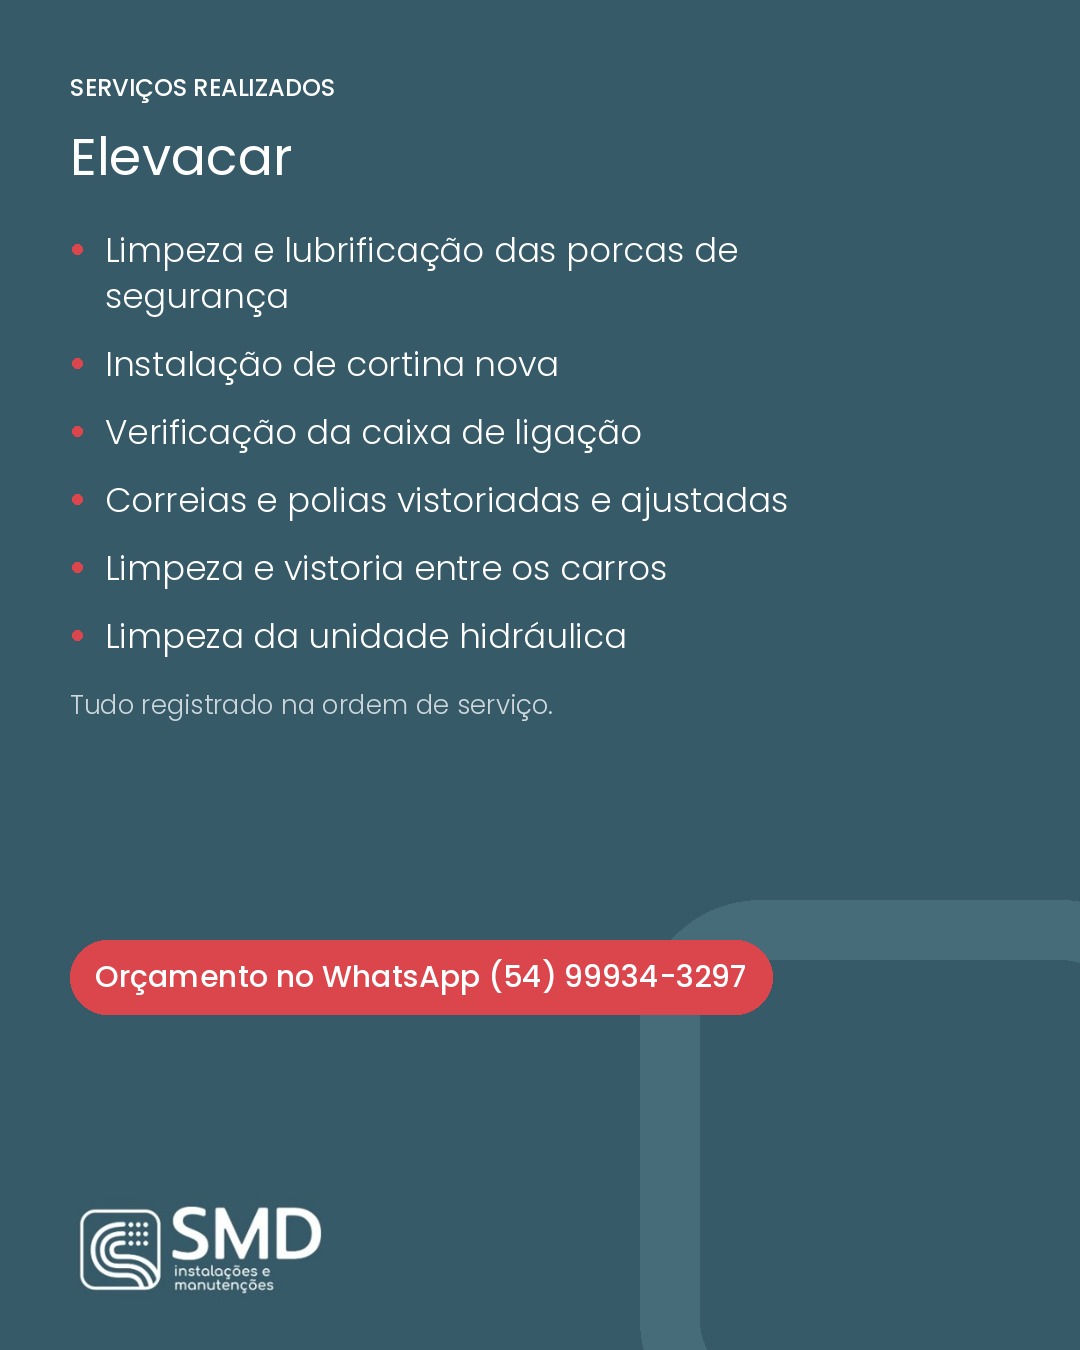 SERVIÇOS REALIZADOS
Elevacar
• Limpeza e lubrificação das porcas de
segurança
• Instalação de cortina nova
• Verificação da caixa de ligação
• Correias e polias vistoriadas e ajustadas
• Limpeza e vistoria entre os carros
• Limpeza da unidade hidráulica
Tudo registrado na ordem de serviço.
Orçamento no WhatsApp (54) 99934-3297
SMD
instalações e
manutenções